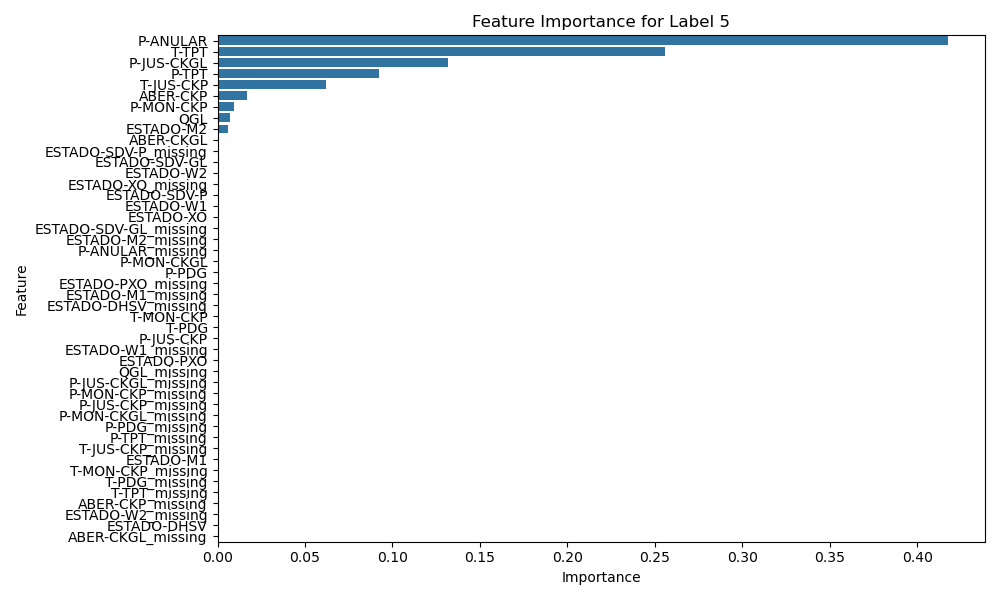 Feature Importance for Label 5
P-ANULAR
T-TPT
P-JUS-CKGL
P-TPT
T-JUS-CKP
ABER-CKP
P-MON-CKP
QGL
ESTADO-M2
ABER-CKGL
ESTADO-SDV-P_missing
ESTADO-SDV-GL
ESTADO-W2
ESTADO-XO_missing
ESTADO-SDV-P
ESTADO-W1
ESTADO-XO
ESTADO-SDV-GL_missing
ESTADO-M2_missing
P-ANULAR_missing
P-MON-CKGL
P-PDG
ESTADO-PXO_missing
ESTADO-M1_missing
ESTADO-DHSV_missing
T-MON-CKP
T-PDG
P-JUS-CKP
ESTADO-W1_missing
ESTADO-PXO
QGL_missing
P-JUS-CKGL_missing
P-MON-CKP_missing
P-JUS-CKP_missing
P-MON-CKGL_missing
P-PDG_missing
P-TPT_missing
T-JUS-CKP_missing
ESTADO-M1
T-MON-CKP_missing
T-PDG_missing
T-TPT_missing
ABER-CKP_missing
ESTADO-W2_missing
ESTADO-DHSV
ABER-CKGL_missing
Feature
0.00 0.05 0.10 0.15 0.20 0.25 0.30 0.35 0.40
Importance